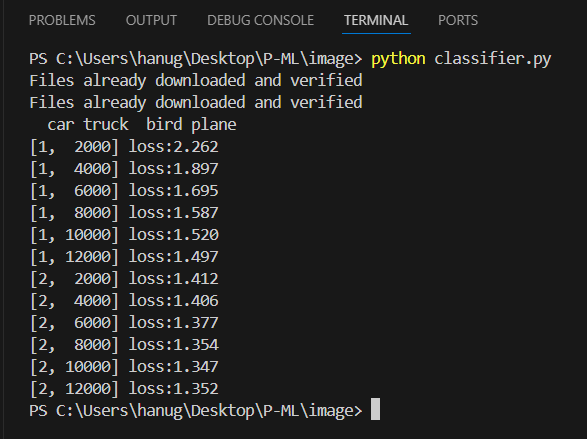 PROBLEMS OUTPUT DEBUG CONSOLE TERMINAL PORTS
PS C:\Users\hanug\Desktop\P-ML\image> python classifier.py
Files already downloaded and verified
Files already downloaded and verified
  car truck  bird plane
[1,  2000] loss:2.262
[1,  4000] loss:1.897
[1,  6000] loss:1.695
[1,  8000] loss:1.587
[1, 10000] loss:1.520
[1, 12000] loss:1.497
[2,  2000] loss:1.412
[2,  4000] loss:1.406
[2,  6000] loss:1.377
[2,  8000] loss:1.354
[2, 10000] loss:1.347
[2, 12000] loss:1.352
PS C:\Users\hanug\Desktop\P-ML\image>